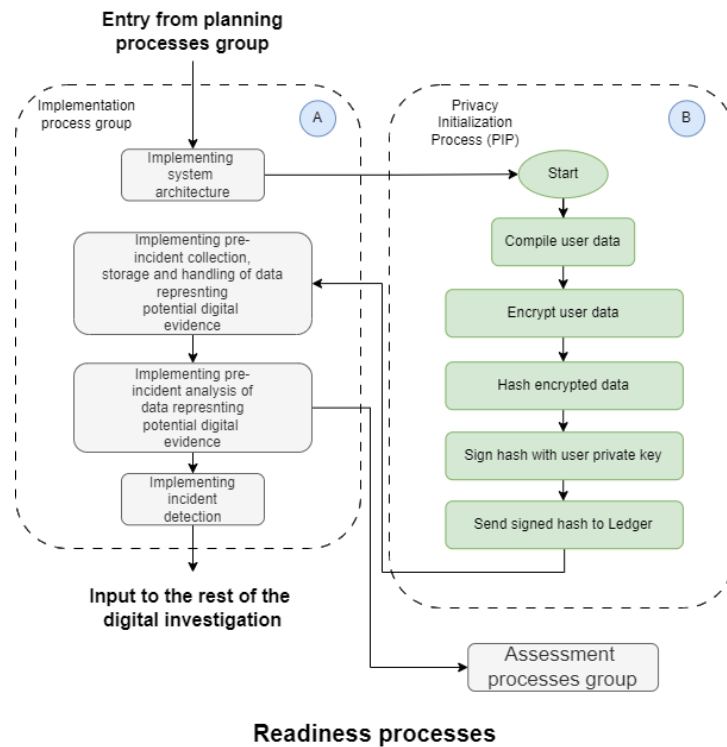 Entry from planning
processes group
Implementation
process group
A
Implementing
system
architecture
Implementing pre-
incident collection,
storage and handling of data
represnting
potential digital
evidence
Implementing pre-
incident analysis of
data represnting
potential digital
evidence
Implementing
incident
detection
Input to the rest of the
digital investigation
Privacy
Initialization
Process (PIP)
B
Start
Compile user data
Encrypt user data
Hash encrypted data
Sign hash with user private key
Send signed hash to Ledger
Assessment
processes group
Readiness processes